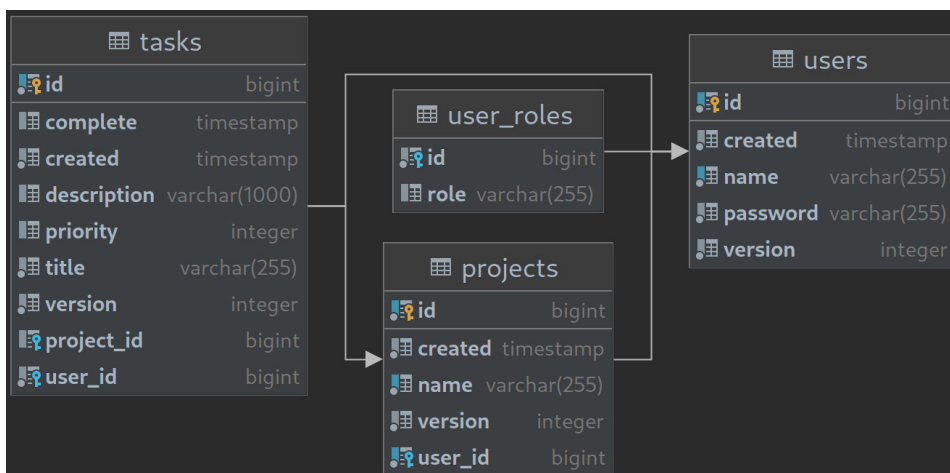 tasks
id bigint
complete timestamp
created timestamp
description varchar(1000)
priority integer
title varchar(255)
version integer
project_id bigint
user_id bigint
user_roles
id bigint
role varchar(255)
projects
id bigint
created timestamp
name varchar(255)
version integer
user_id bigint
users
id bigint
created timestamp
name varchar(255)
password varchar(255)
version integer